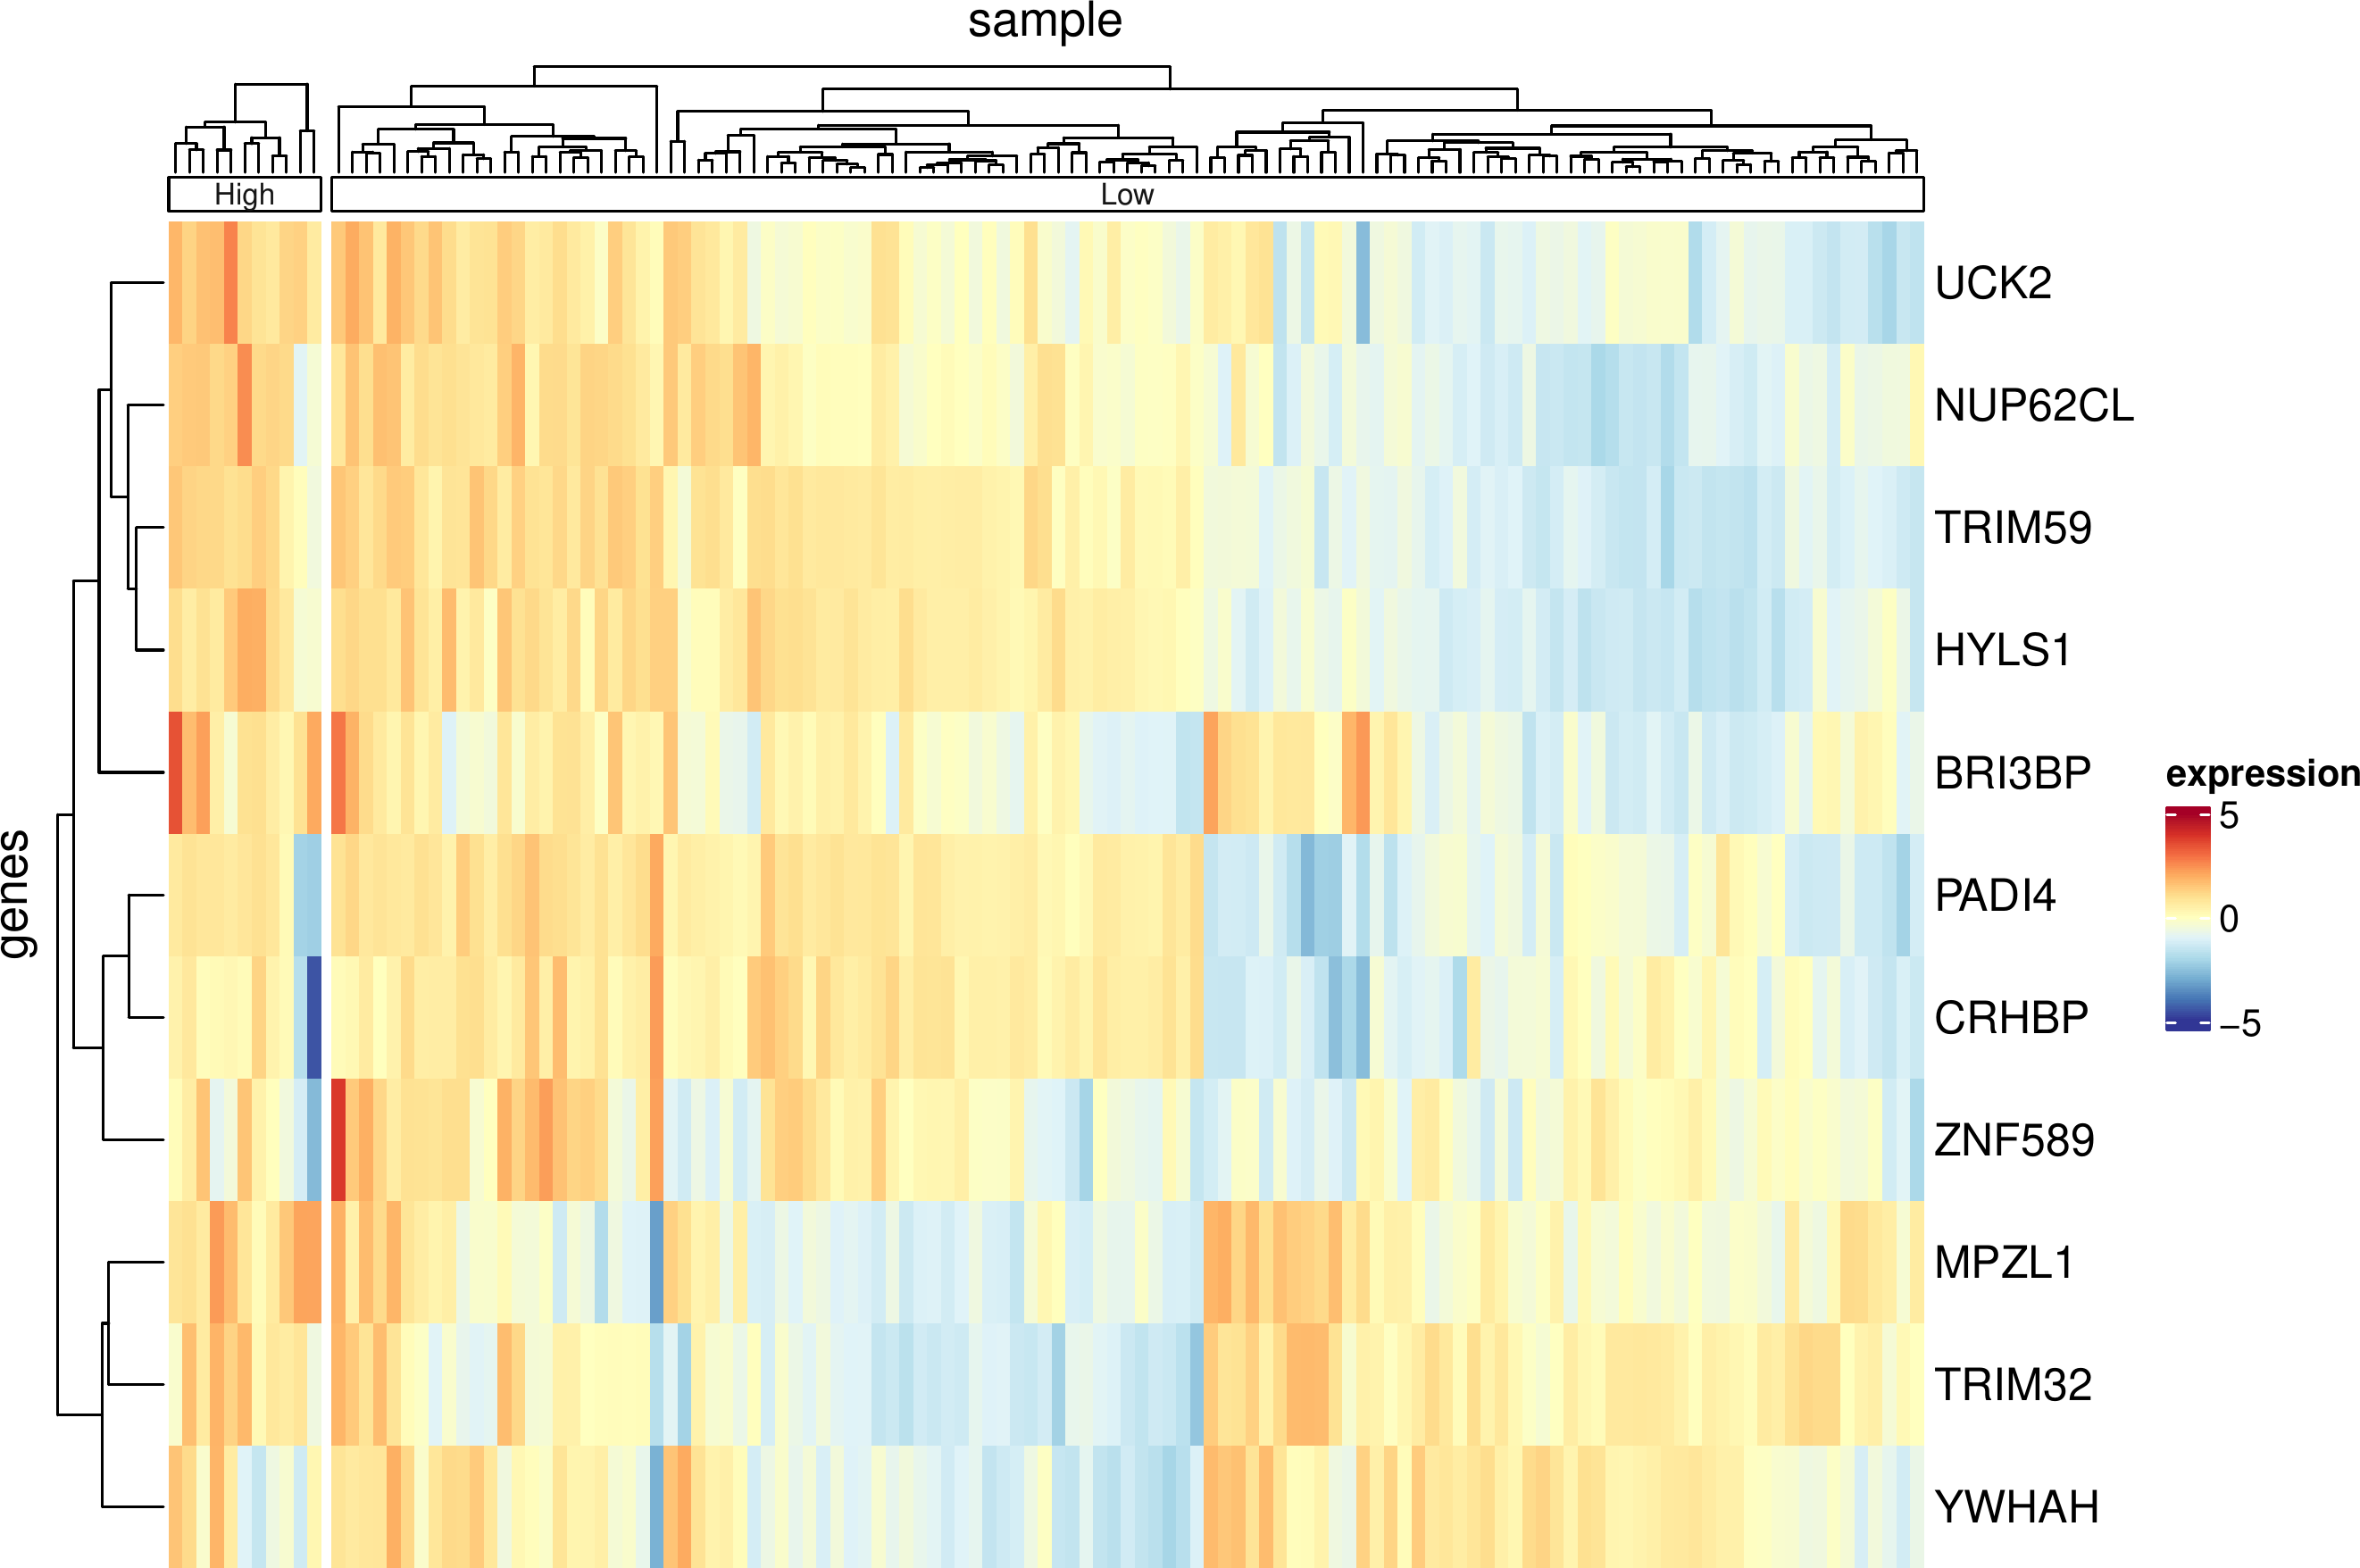 sample
High
Low
UCK2
NUP62CL
TRIM59
HYLS1
BRI3BP
PADI4
CRHBP
ZNF589
MPZL1
TRIM32
YWHAH
genes
expression
5
0
−5